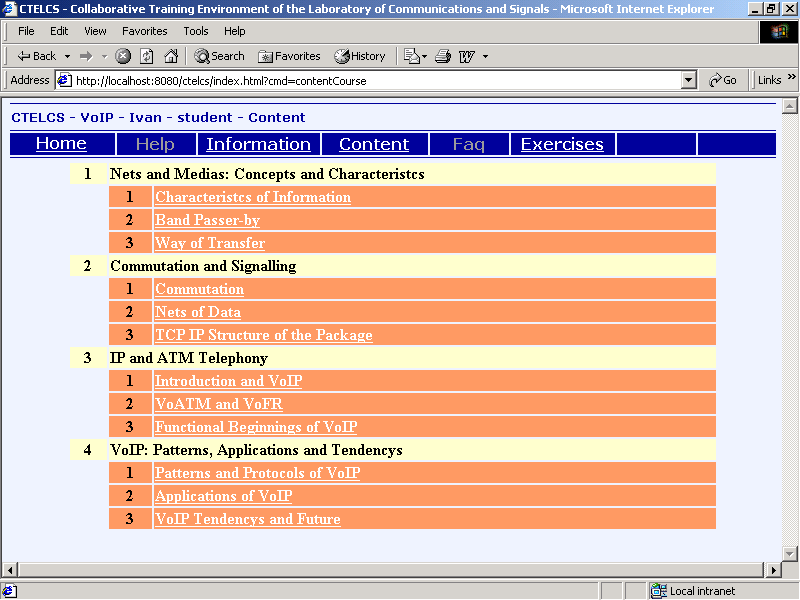 CTELCS - Collaborative Training Environment of the Laboratory of Communications and Signals - Microsoft Internet Explorer
File Edit View Favorites Tools Help
Back Search Favorites History
Address http://localhost:8080/ctelcs/index.html?cmd=contentCourse Go Links »
CTELCS - VoIP - Ivan - student - Content
Home Help Information Content Faq Exercises
1 Nets and Medias: Concepts and Characteristcs
1 Characteristcs of Information
2 Band Passer-by
3 Way of Transfer
2 Commutation and Signalling
1 Commutation
2 Nets of Data
3 TCP IP Structure of the Package
3 IP and ATM Telephony
1 Introduction and VoIP
2 VoATM and VoFR
3 Functional Beginnings of VoIP
4 VoIP: Patterns, Applications and Tendencys
1 Patterns and Protocols of VoIP
2 Applications of VoIP
3 VoIP Tendencys and Future
Local intranet